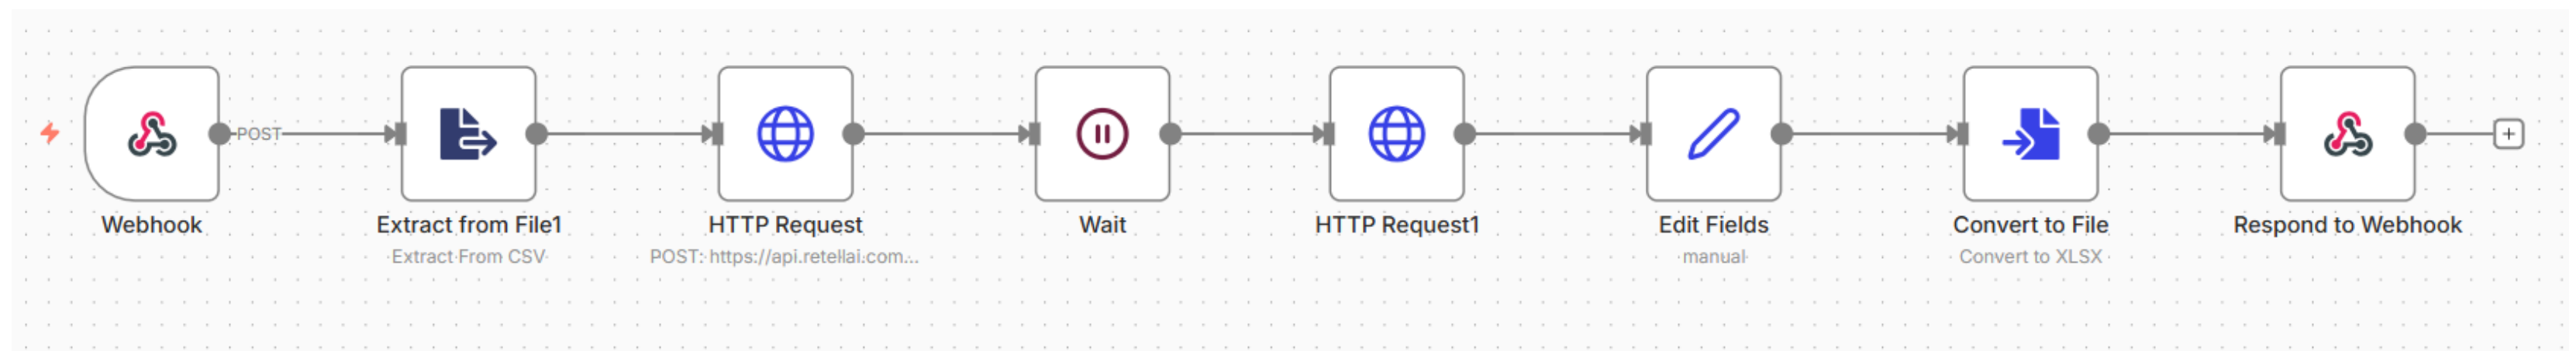 POST
Webhook
Extract from File1
Extract From CSV
HTTP Request
POST: https://api.retellai.com...
Wait
HTTP Request1
Edit Fields
manual
Convert to File
Convert to XLSX
Respond to Webhook